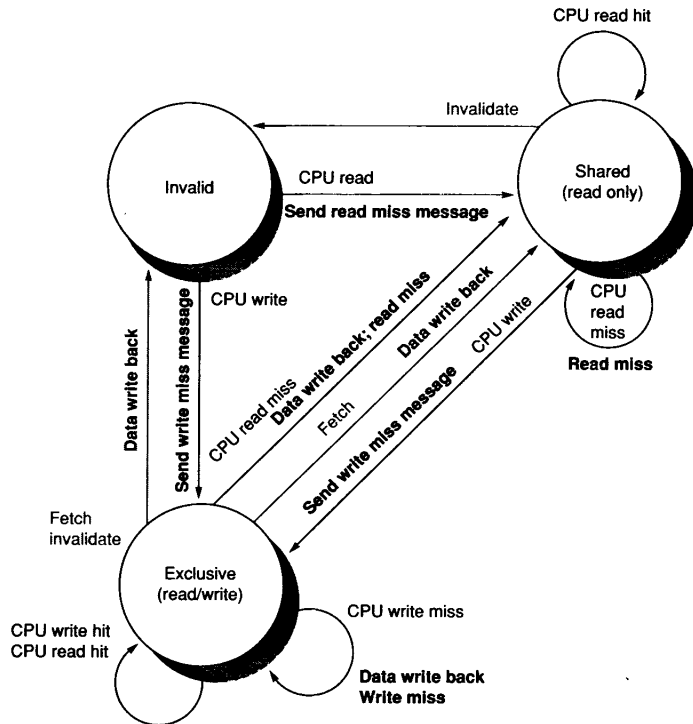 CPU read hit
Invalidate
Invalid
CPU read
Send read miss message
Shared
(read only)
CPU write
CPU
read
miss
Read miss
Data write back
Send write miss message
CPU read miss
Data write back; read miss
Fetch
Data write back
Send write miss message
CPU write
Fetch
invalidate
Exclusive
(read/write)
CPU write hit
CPU read hit
CPU write miss
Data write back
Write miss